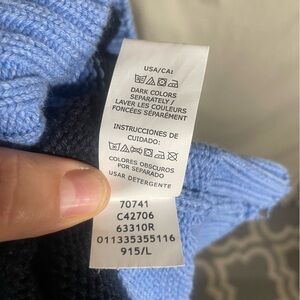 USA/CA/
DARK COLORS
SEPARATELY /
LAVER LES COULEURS
FONCÉES SÉPARÉMENT
INSTRUCCIONES DE
CUIDADO:
COLORES OBSCUROS
POR SEPARADO
USAR DETERGENTE
70741
C42706
63310R
011335355116
915/L